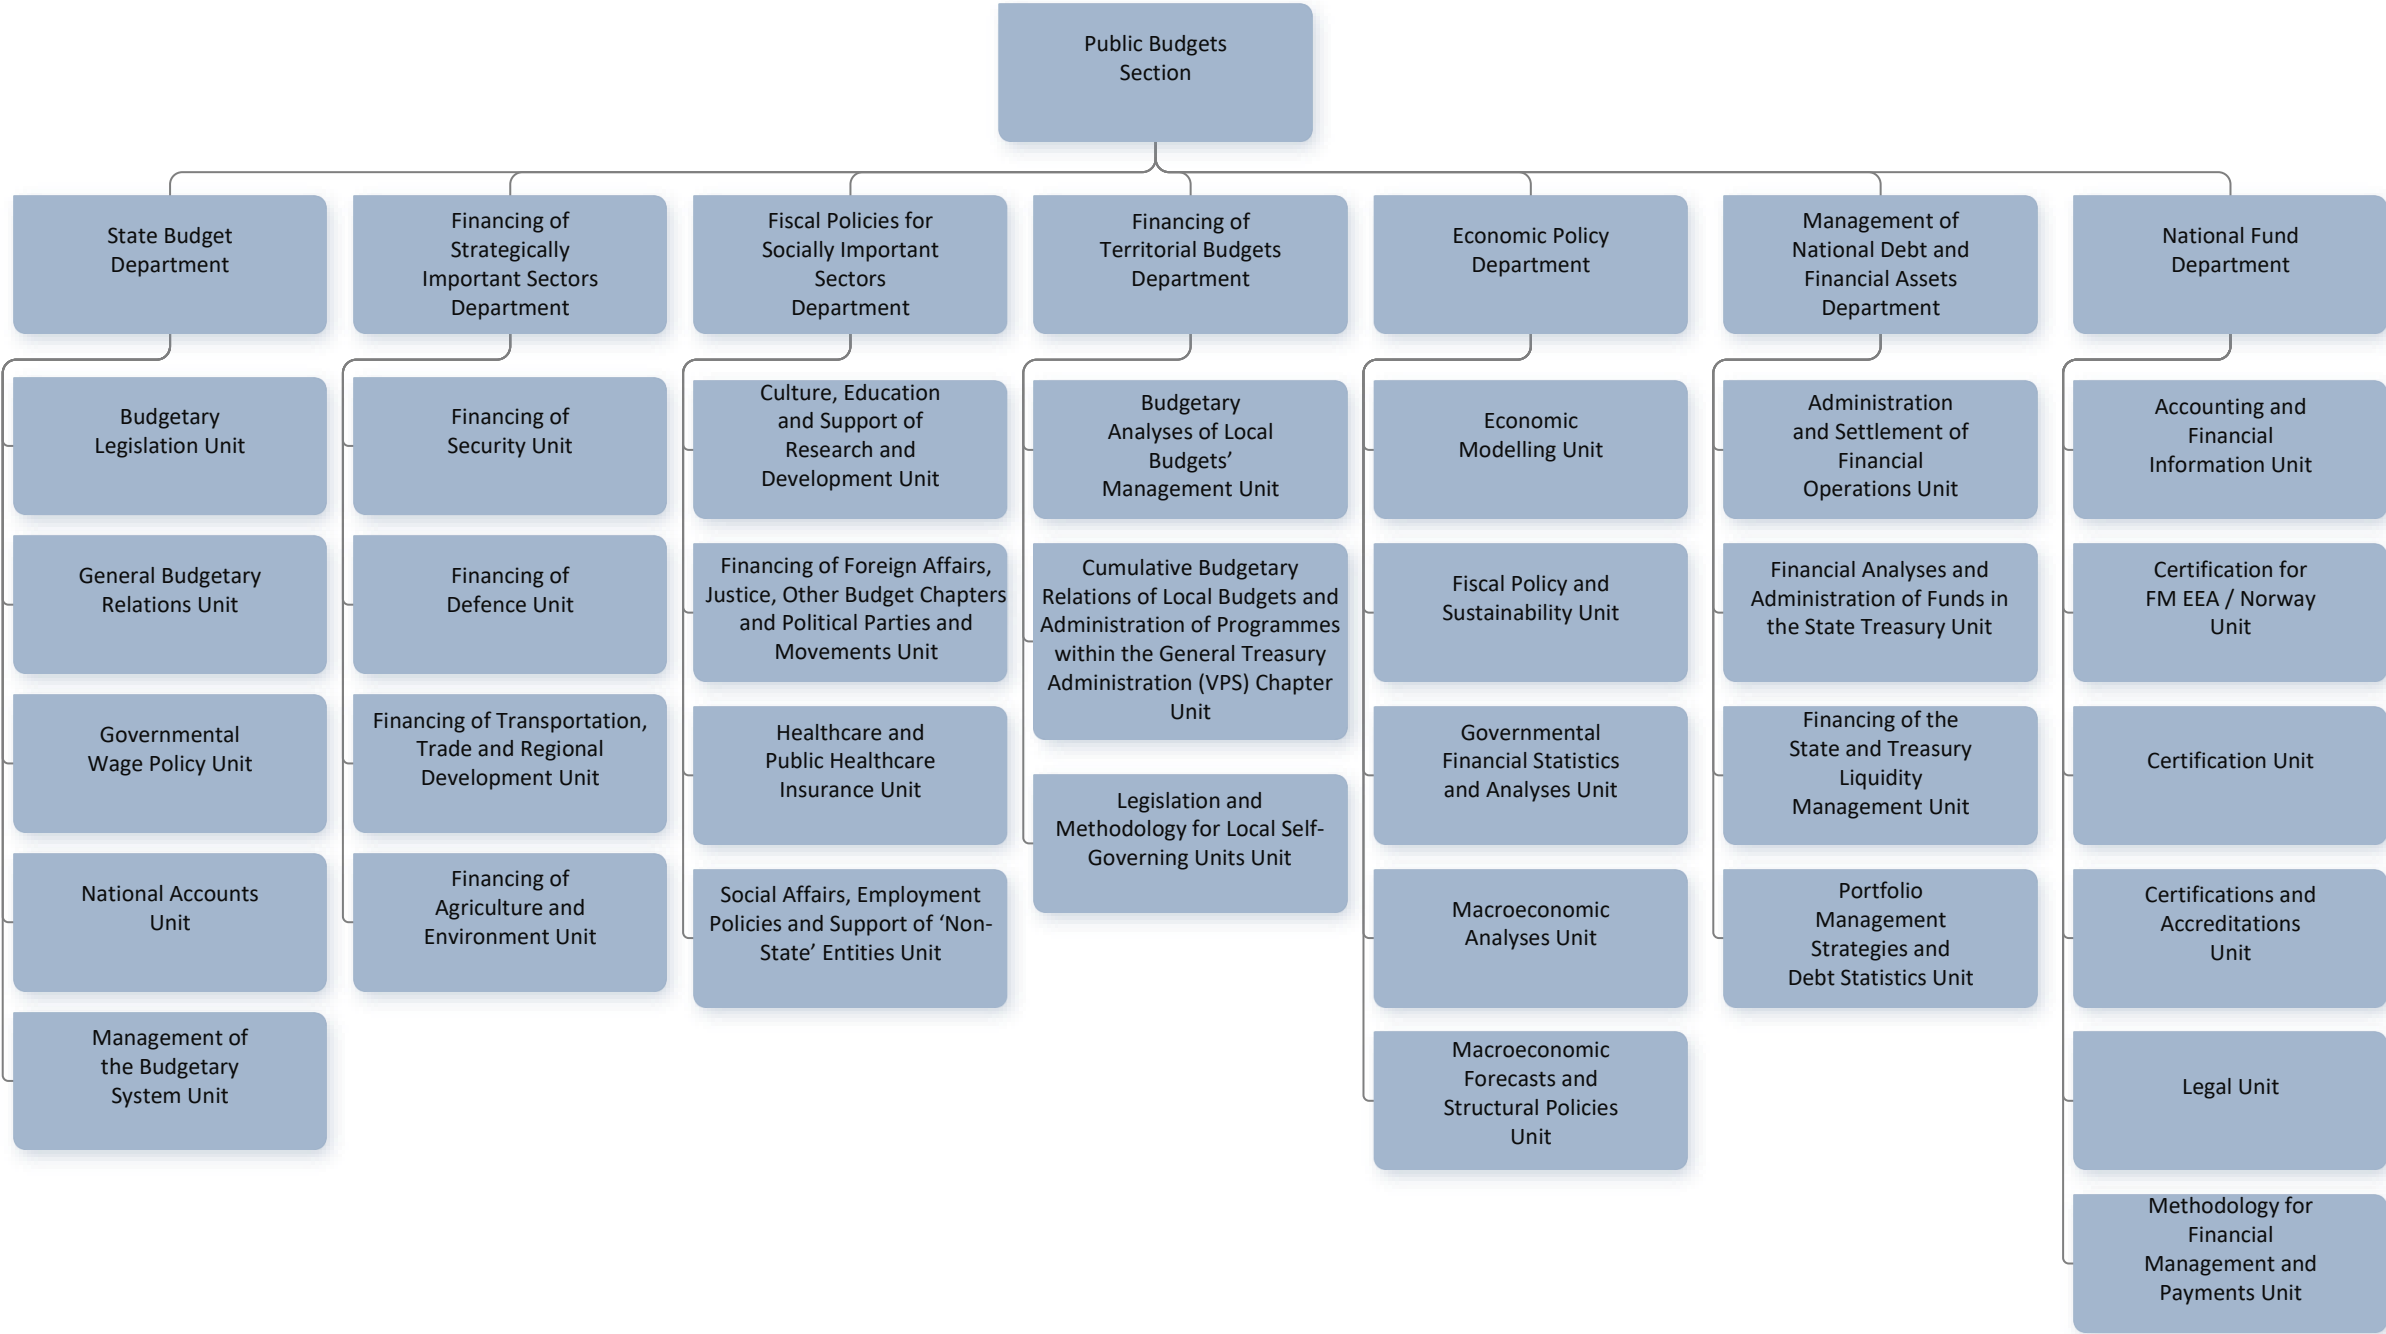 Public Budgets
Section
State Budget
Department
Financing of
Strategically
Important Sectors
Department
Fiscal Policies for
Socially Important
Sectors
Department
Financing of
Territorial Budgets
Department
Economic Policy
Department
Management of
National Debt and
Financial Assets
Department
National Fund
Department
Budgetary
Legislation Unit
General Budgetary
Relations Unit
Governmental
Wage Policy Unit
National Accounts
Unit
Management of
the Budgetary
System Unit
Financing of
Security Unit
Financing of
Defence Unit
Financing of Transportation,
Trade and Regional
Development Unit
Financing of
Agriculture and
Environment Unit
Culture, Education
and Support of
Research and
Development Unit
Financing of Foreign Affairs,
Justice, Other Budget Chapters
and Political Parties and
Movements Unit
Healthcare and
Public Healthcare
Insurance Unit
Social Affairs, Employment
Policies and Support of ‘Non-
State’ Entities Unit
Budgetary
Analyses of Local
Budgets’
Management Unit
Cumulative Budgetary
Relations of Local Budgets and
Administration of Programmes
within the General Treasury
Administration (VPS) Chapter
Unit
Legislation and
Methodology for Local Self-
Governing Units Unit
Economic
Modelling Unit
Fiscal Policy and
Sustainability Unit
Governmental
Financial Statistics
and Analyses Unit
Macroeconomic
Analyses Unit
Macroeconomic
Forecasts and
Structural Policies
Unit
Administration
and Settlement of
Financial
Operations Unit
Financial Analyses and
Administration of Funds in
the State Treasury Unit
Financing of the
State and Treasury
Liquidity
Management Unit
Portfolio
Management
Strategies and
Debt Statistics Unit
Accounting and
Financial
Information Unit
Certification for
FM EEA / Norway
Unit
Certification Unit
Certifications and
Accreditations
Unit
Legal Unit
Methodology for
Financial
Management and
Payments Unit